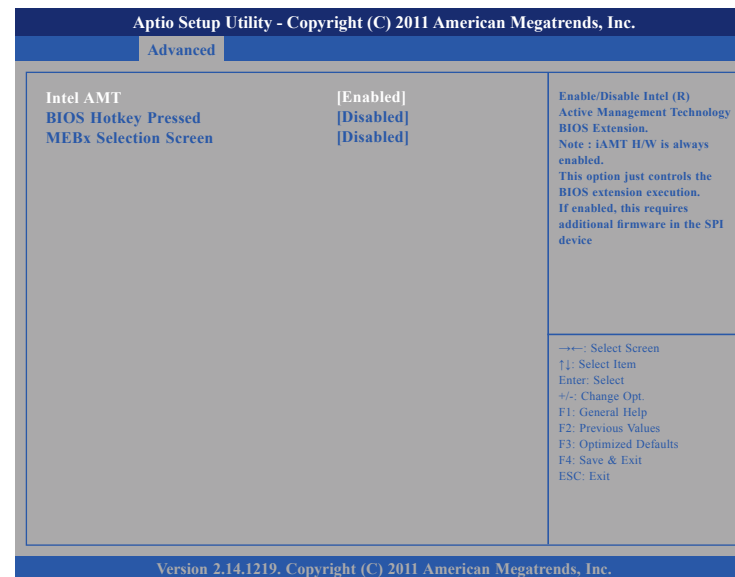 Aptio Setup Utility - Copyright (C) 2011 American Megatrends, Inc.
Advanced
Intel AMT [Enabled]
BIOS Hotkey Pressed [Disabled]
MEBx Selection Screen [Disabled]
Enable/Disable Intel (R)
Active Management Technology
BIOS Extension.
Note : iAMT H/W is always
enabled.
This option just controls the
BIOS extension execution.
If enabled, this requires
additional firmware in the SPI
device
→←: Select Screen
↑↓: Select Item
Enter: Select
+/-: Change Opt.
F1: General Help
F2: Previous Values
F3: Optimized Defaults
F4: Save & Exit
ESC: Exit
Version 2.14.1219. Copyright (C) 2011 American Megatrends, Inc.